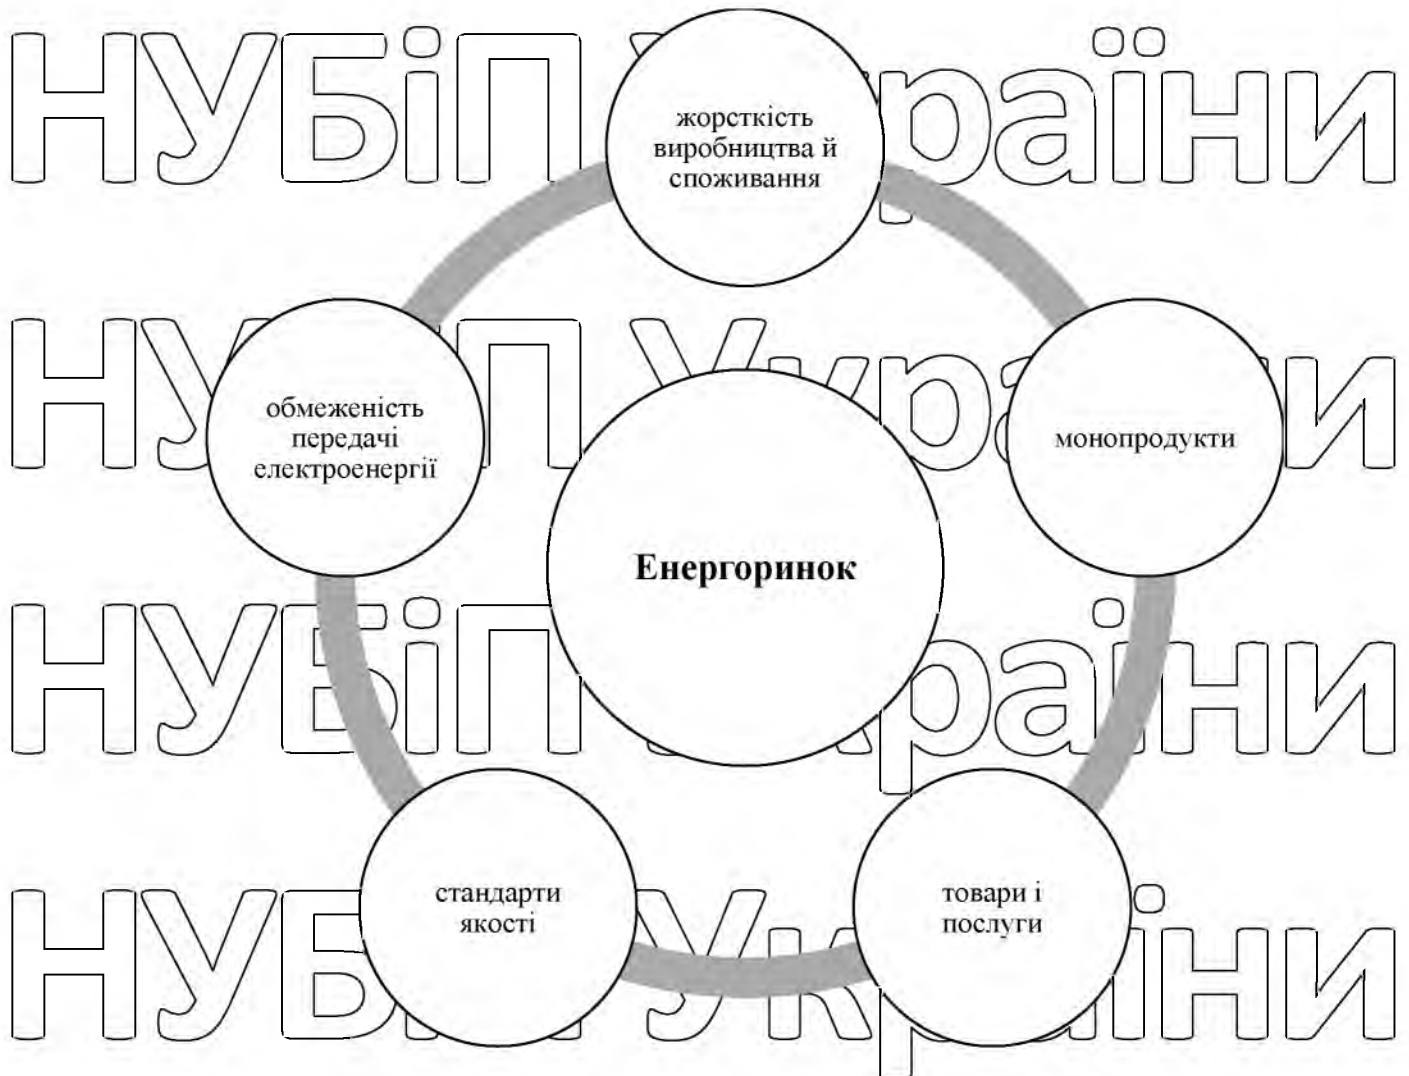 НУБіП України
жорсткість
виробництва й
споживання
НУБіП України
обмеженість
передачі
електроенергії
монопродукти
Енергоринок
НУБіП України
стандарти
якості
товари і
послуги
НУБіП України